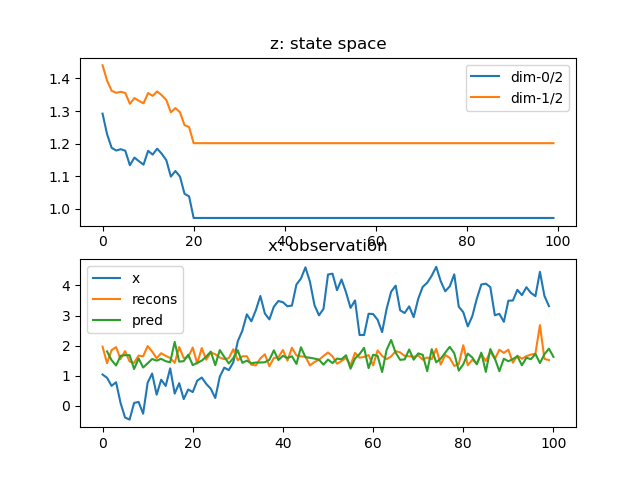 z: state space
1.4
1.3
1.2
1.1
1.0
dim-0/2
dim-1/2
0 20 40 60 80 100
x: observation
4
3
2
1
0
x
recons
pred
0 20 40 60 80 100